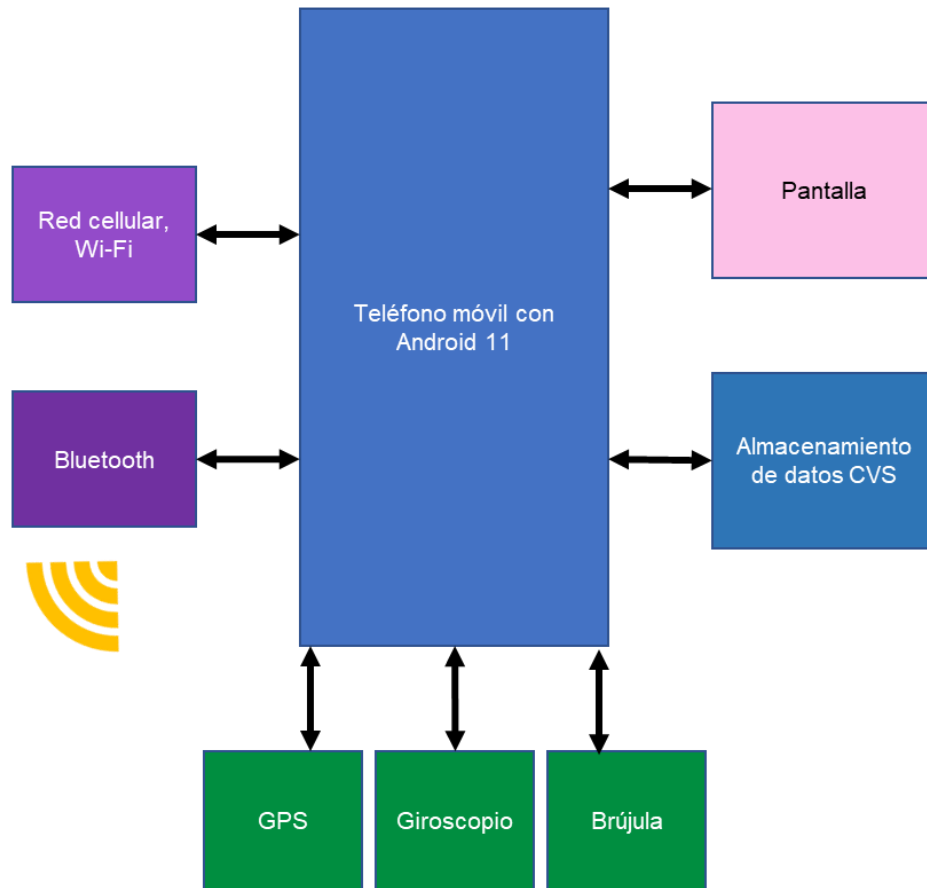 Red cellular,
Wi-Fi
Pantalla
Teléfono móvil con
Android 11
Bluetooth
Almacenamiento
de datos CVS
GPS
Giroscopio
Brújula